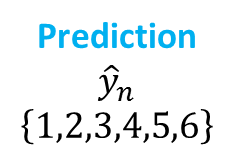 Prediction
ŷₙ
{1,2,3,4,5,6}